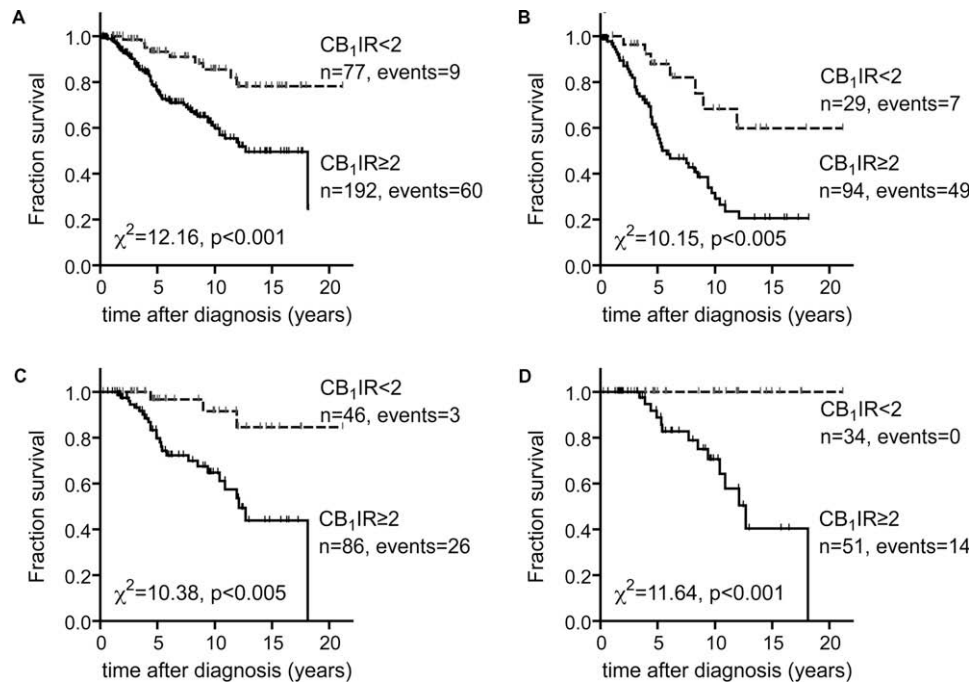 A
Fraction survival
1.0
0.8
0.6
0.4
0.2
0.0
CB₁IR<2
n=77, events=9
CB₁IR≥2
n=192, events=60
χ²=12.16, p<0.001
0 5 10 15 20
time after diagnosis (years)
B
Fraction survival
1.0
0.8
0.6
0.4
0.2
0.0
CB₁IR<2
n=29, events=7
CB₁IR≥2
n=94, events=49
χ²=10.15, p<0.005
0 5 10 15 20
time after diagnosis (years)
C
Fraction survival
1.0
0.8
0.6
0.4
0.2
0.0
CB₁IR<2
n=46, events=3
CB₁IR≥2
n=86, events=26
χ²=10.38, p<0.005
0 5 10 15 20
time after diagnosis (years)
D
Fraction survival
1.0
0.8
0.6
0.4
0.2
0.0
CB₁IR<2
n=34, events=0
CB₁IR≥2
n=51, events=14
χ²=11.64, p<0.001
0 5 10 15 20
time after diagnosis (years)